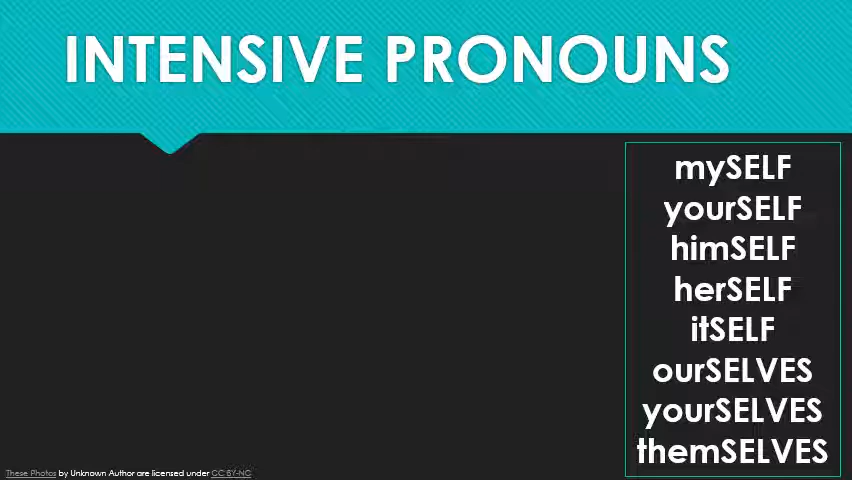 INTENSIVE PRONOUNS
mySELF
yourSELF
himSELF
herSELF
itSELF
ourSELVES
yourSELVES
themSELVES
These Photos by Unknown Author are licensed under CC BY-NC